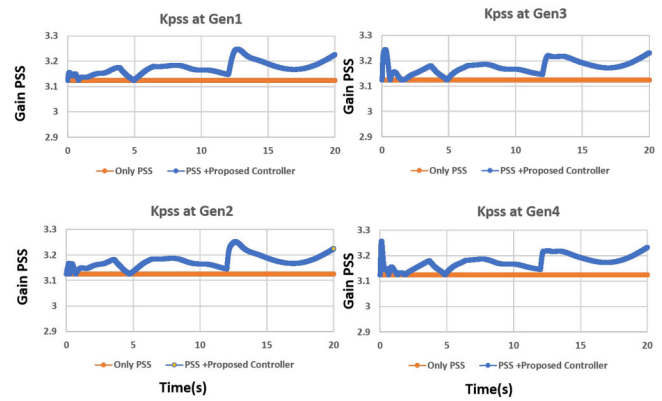 Kpss at Gen1
Gain PSS
3.3
3.2
3.1
3
2.9
0 5 10 15 20
Only PSS PSS +Proposed Controller
Kpss at Gen3
Gain PSS
3.3
3.2
3.1
3
2.9
0 5 10 15 20
Only PSS PSS +Proposed Controller
Kpss at Gen2
Gain PSS
3.3
3.2
3.1
3
2.9
0 5 10 15 20
Only PSS PSS +Proposed Controller
Time(s)
Kpss at Gen4
Gain PSS
3.3
3.2
3.1
3
2.9
0 5 10 15 20
Only PSS PSS +Proposed Controller
Time(s)